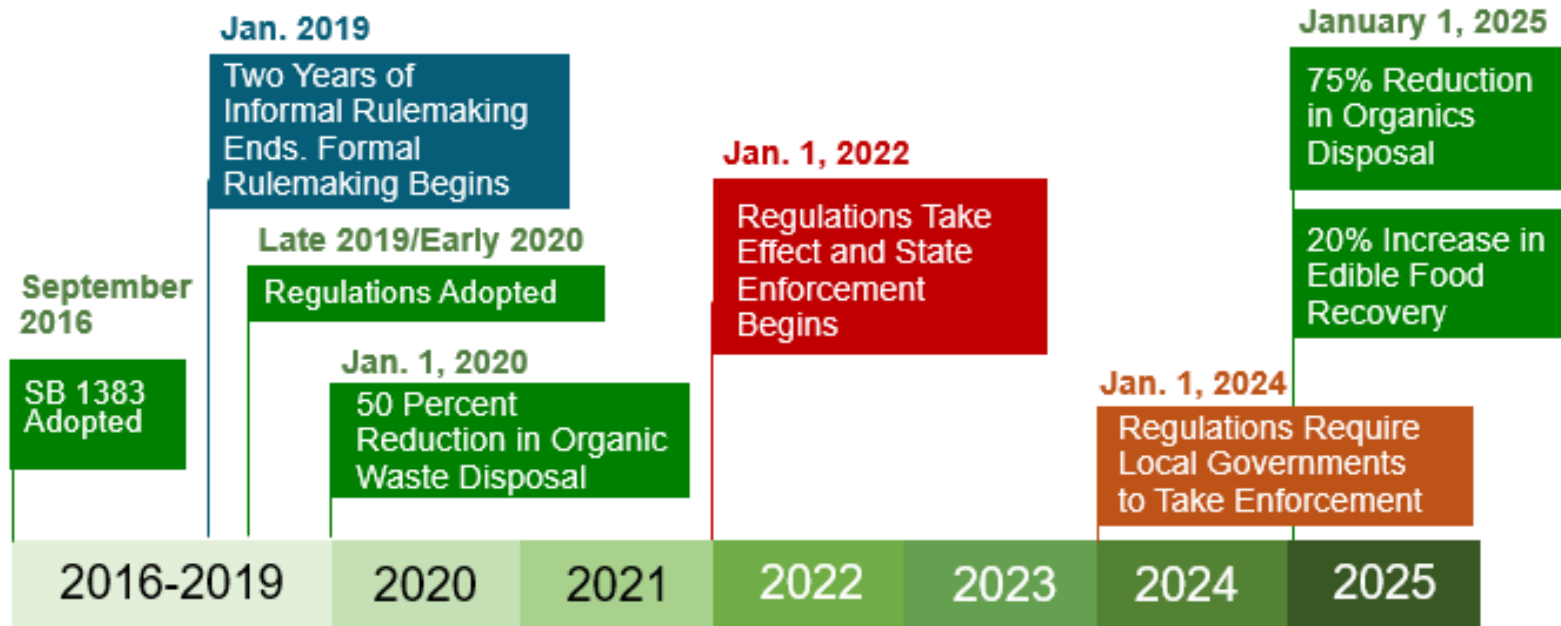 September
2016
SB 1383
Adopted
Jan. 2019
Two Years of
Informal Rulemaking
Ends. Formal
Rulemaking Begins
Late 2019/Early 2020
Regulations Adopted
Jan. 1, 2020
50 Percent
Reduction in Organic
Waste Disposal
Jan. 1, 2022
Regulations Take
Effect and State
Enforcement
Begins
Jan. 1, 2024
Regulations Require
Local Governments
to Take Enforcement
January 1, 2025
75% Reduction
in Organics
Disposal
20% Increase in
Edible Food
Recovery
2016-2019
2020
2021
2022
2023
2024
2025